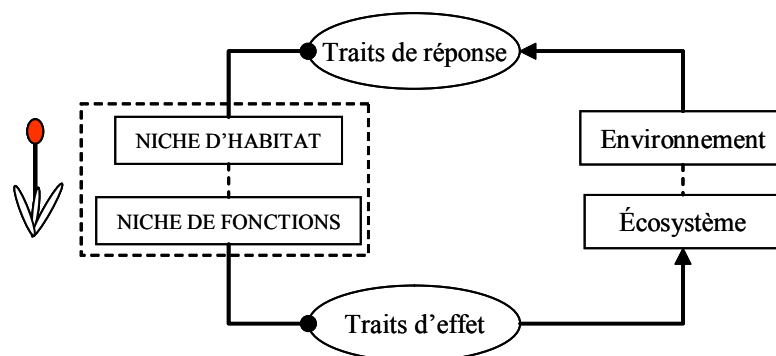 Traits de réponse
NICHE D'HABITAT
Environnement
NICHE DE FONCTIONS
Écosystème
Traits d'effet